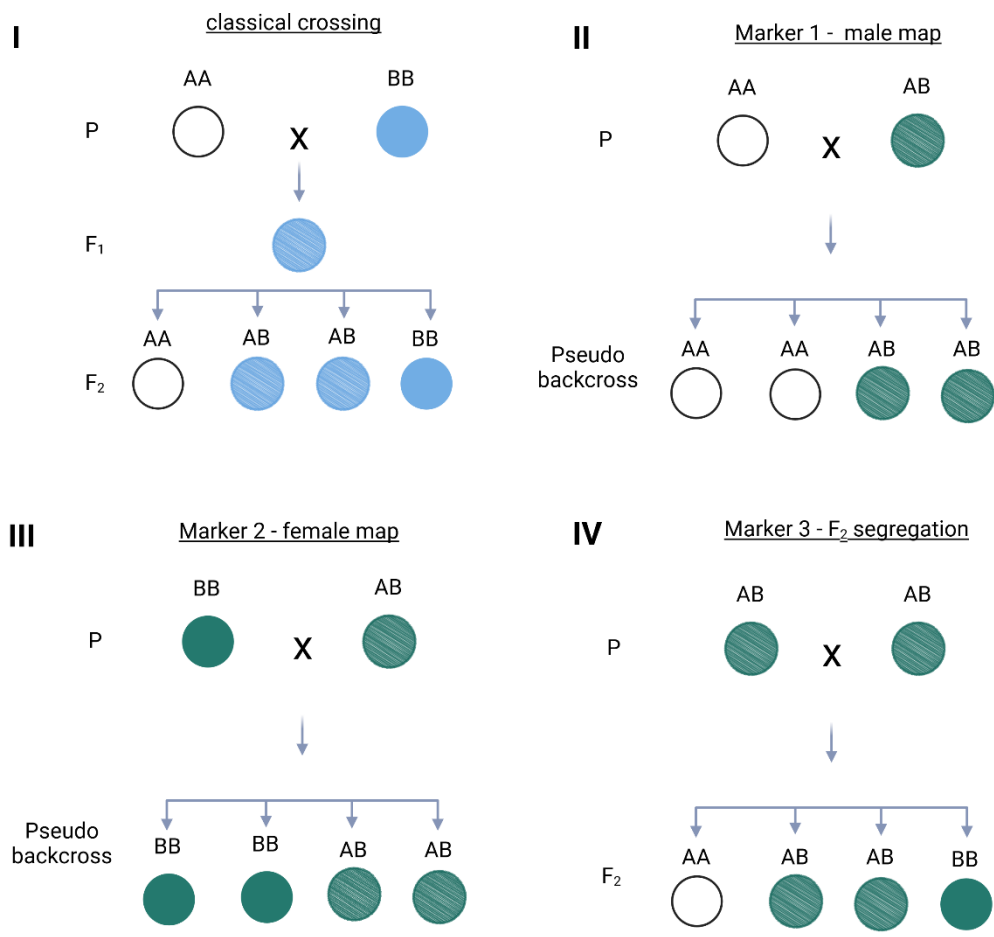 I
classical crossing
AA BB
P X
F₁
AA AB AB BB
F₂
II
Marker 1 - male map
AA AB
P X
Pseudo
backcross
AA AA AB AB
III
Marker 2 - female map
BB AB
P X
Pseudo
backcross
BB BB AB AB
IV
Marker 3 - F₂ segregation
AB AB
P X
AA AB AB BB
F₂